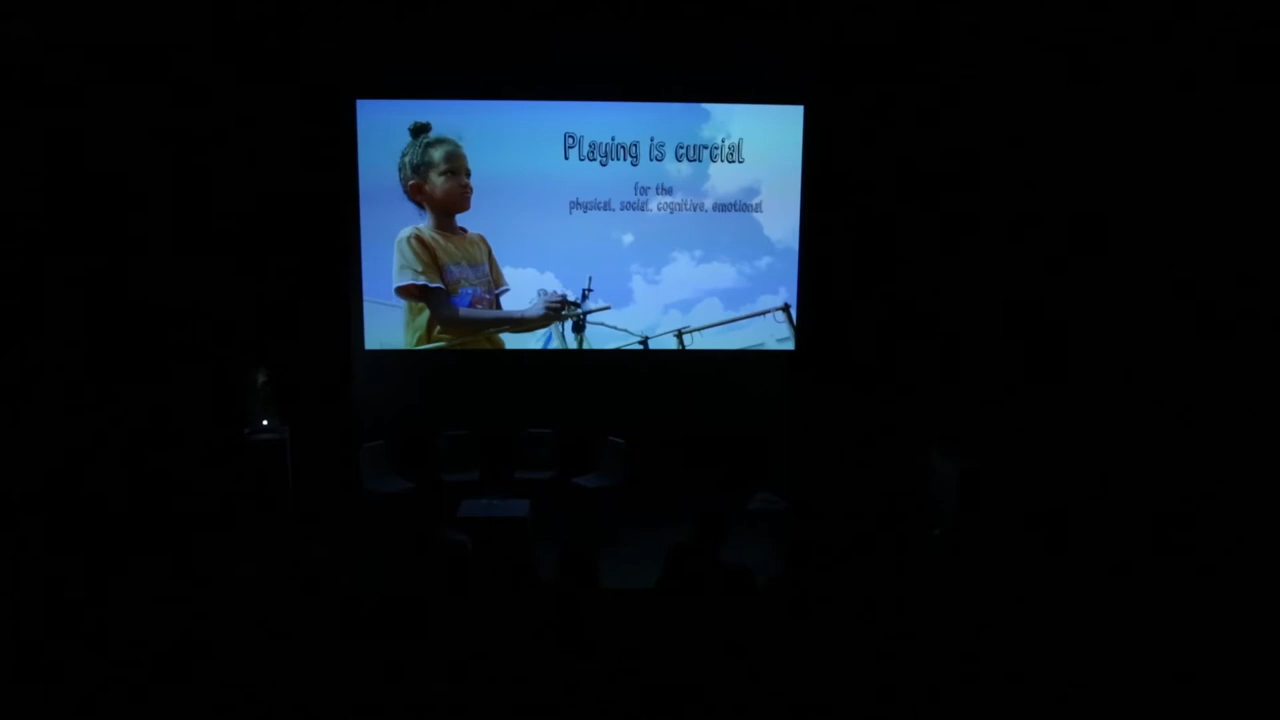 Playing is curcial
for the
physical, social, cognitive, emotional